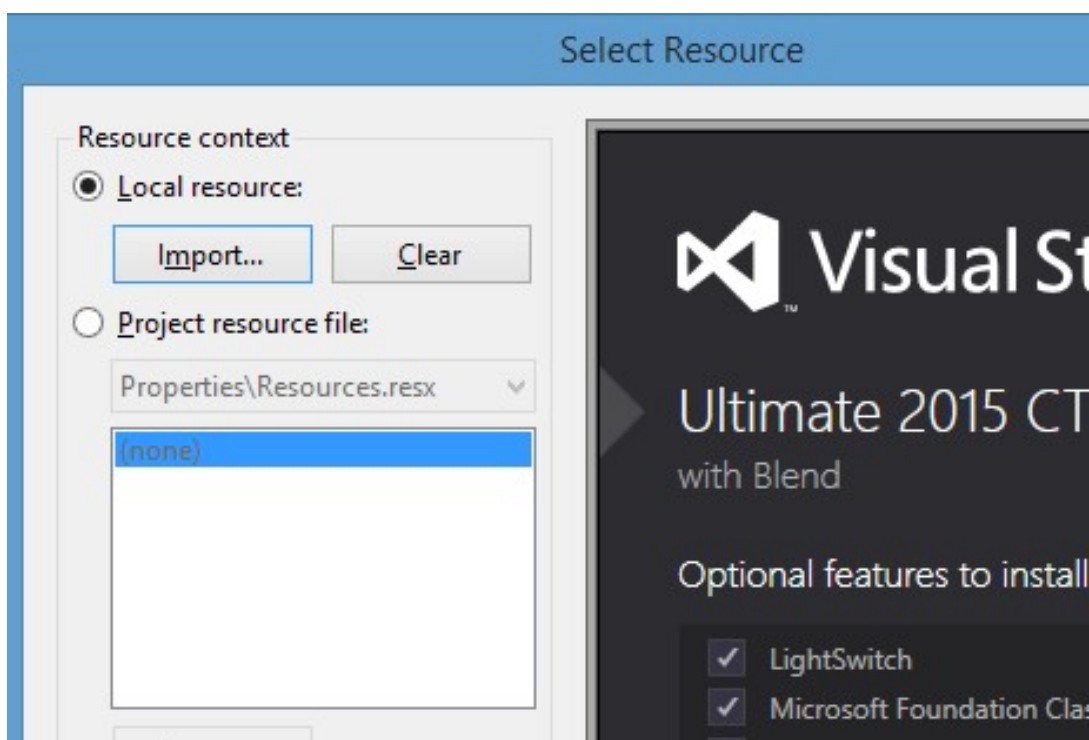 Select Resource
Resource context
Local resource:
Import...
Clear
Project resource file:
Properties\Resources.resx
(none)
Visual St
™
Ultimate 2015 CT
with Blend
Optional features to install
LightSwitch
Microsoft Foundation Clas